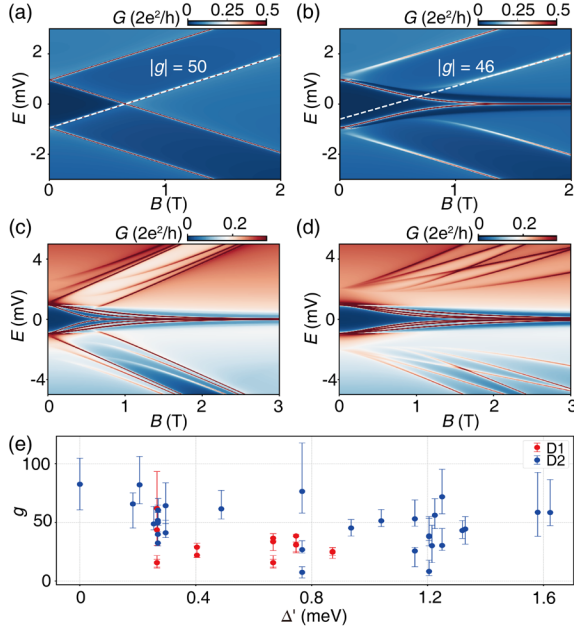 (a) G (2e²/h) 0 0.25 0.5
(b) G (2e²/h) 0 0.25 0.5
E (mV)
2
0
-2
|g| = 50
0 1 2
B (T)
E (mV)
2
0
-2
|g| = 46
0 1 2
B (T)
(c) G (2e²/h) 0 0.2
(d) G (2e²/h) 0 0.2
E (mV)
4
0
-4
0 1 2 3
B (T)
E (mV)
4
0
-4
0 1 2 3
B (T)
(e)
g
100
50
0
D1
D2
0 0.4 0.8 1.2 1.6
Δ' (meV)